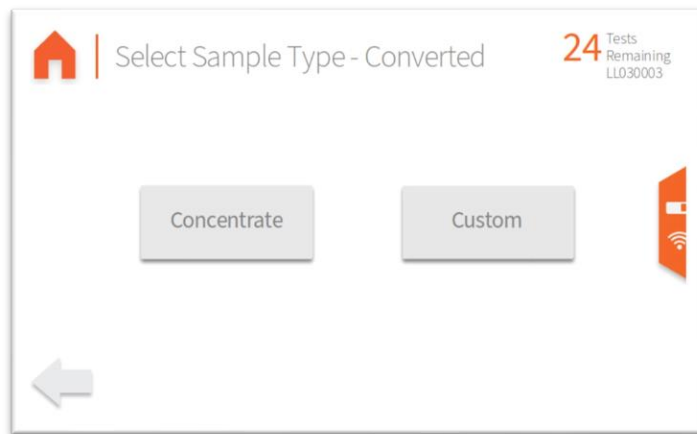 Select Sample Type - Converted
24 Tests
Remaining
LL030003
Concentrate
Custom